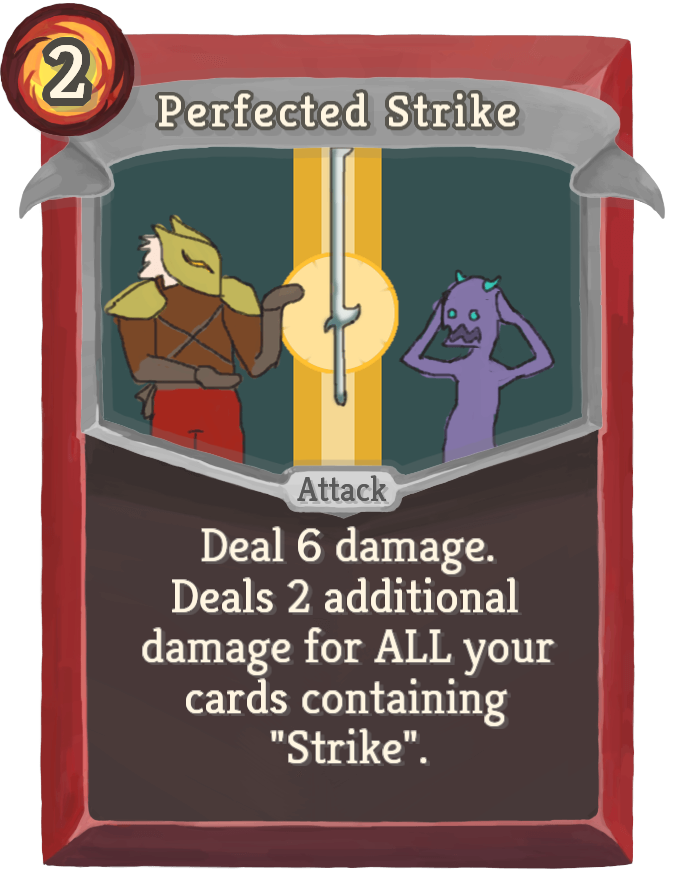 2
Perfected Strike
Attack
Deal 6 damage.
Deals 2 additional
damage for ALL your
cards containing
"Strike".